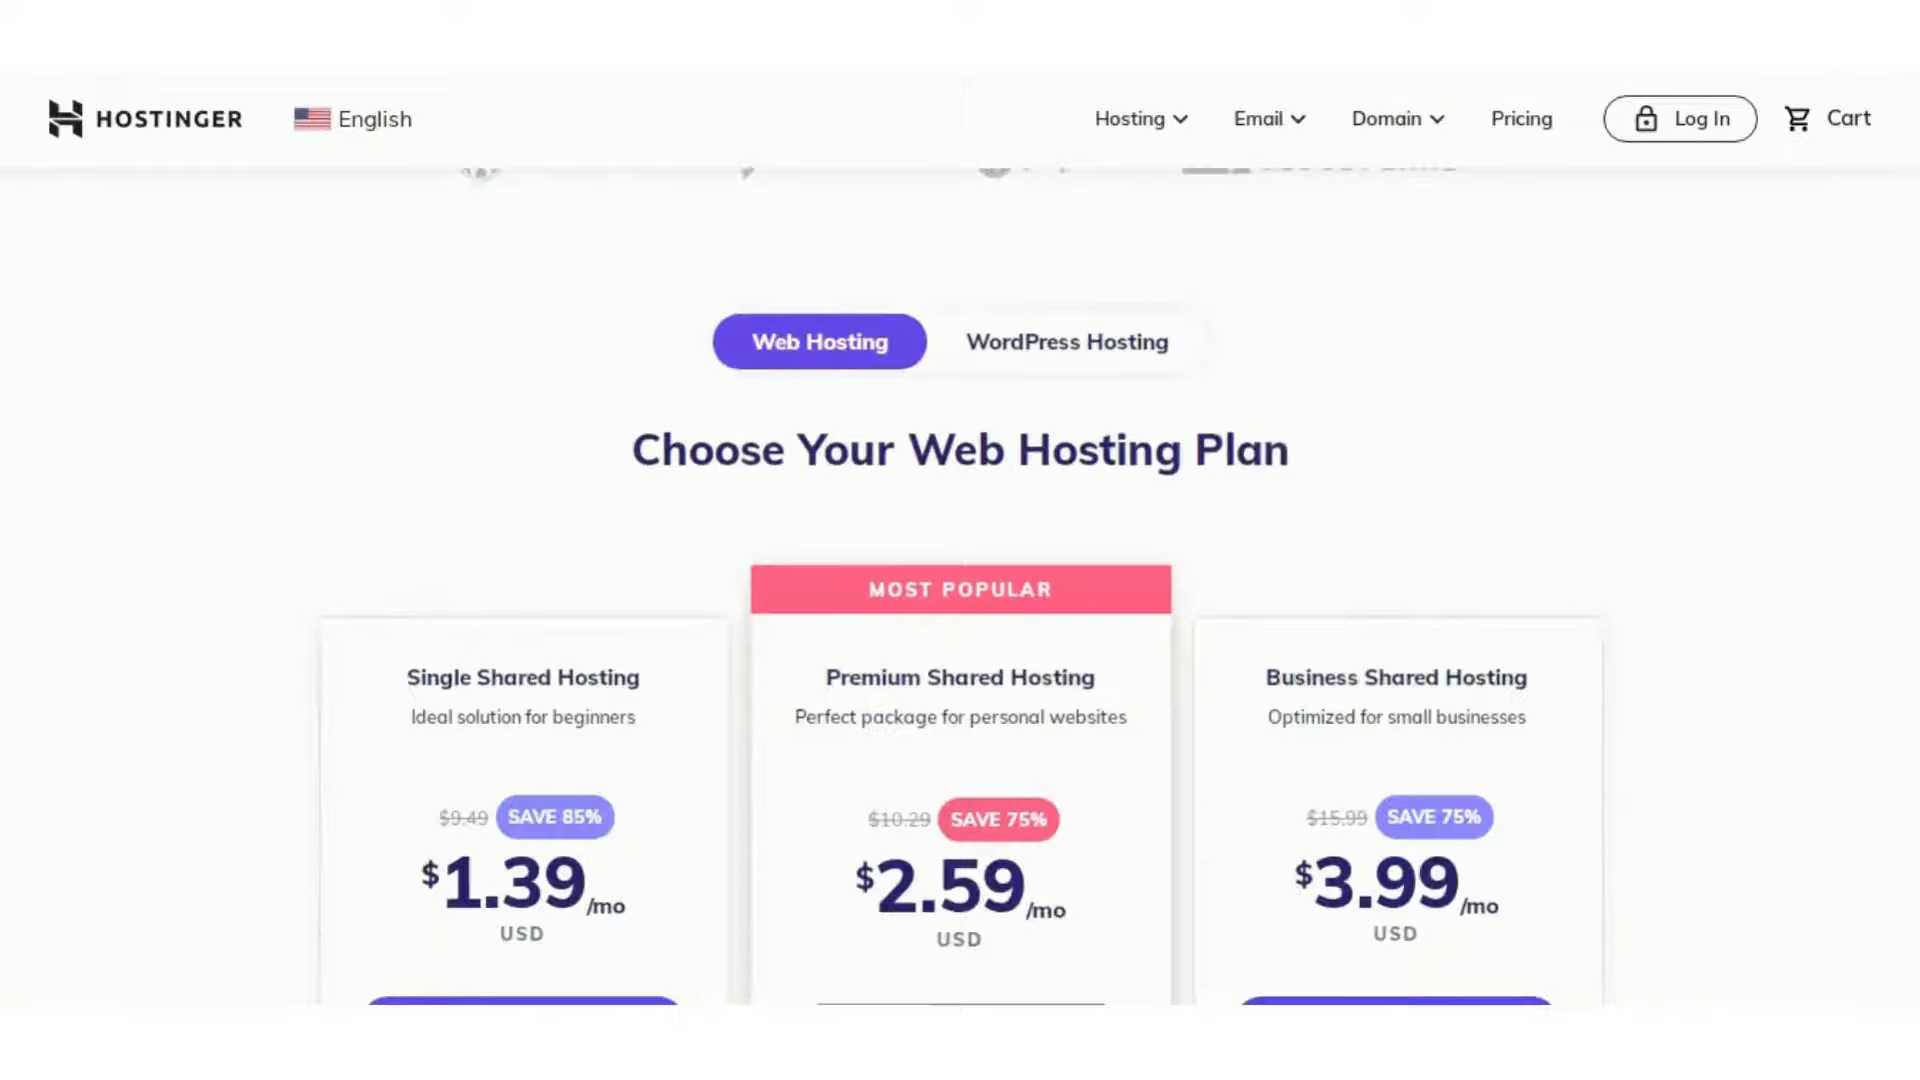 HOSTINGER English Hosting Email Domain Pricing Log In Cart
Web Hosting WordPress Hosting
Choose Your Web Hosting Plan
MOST POPULAR
Single Shared Hosting
Ideal solution for beginners
$9.49 SAVE 85%
$1.39/mo
USD
Premium Shared Hosting
Perfect package for personal websites
$10.29 SAVE 75%
$2.59/mo
USD
Business Shared Hosting
Optimized for small businesses
$15.99 SAVE 75%
$3.99/mo
USD